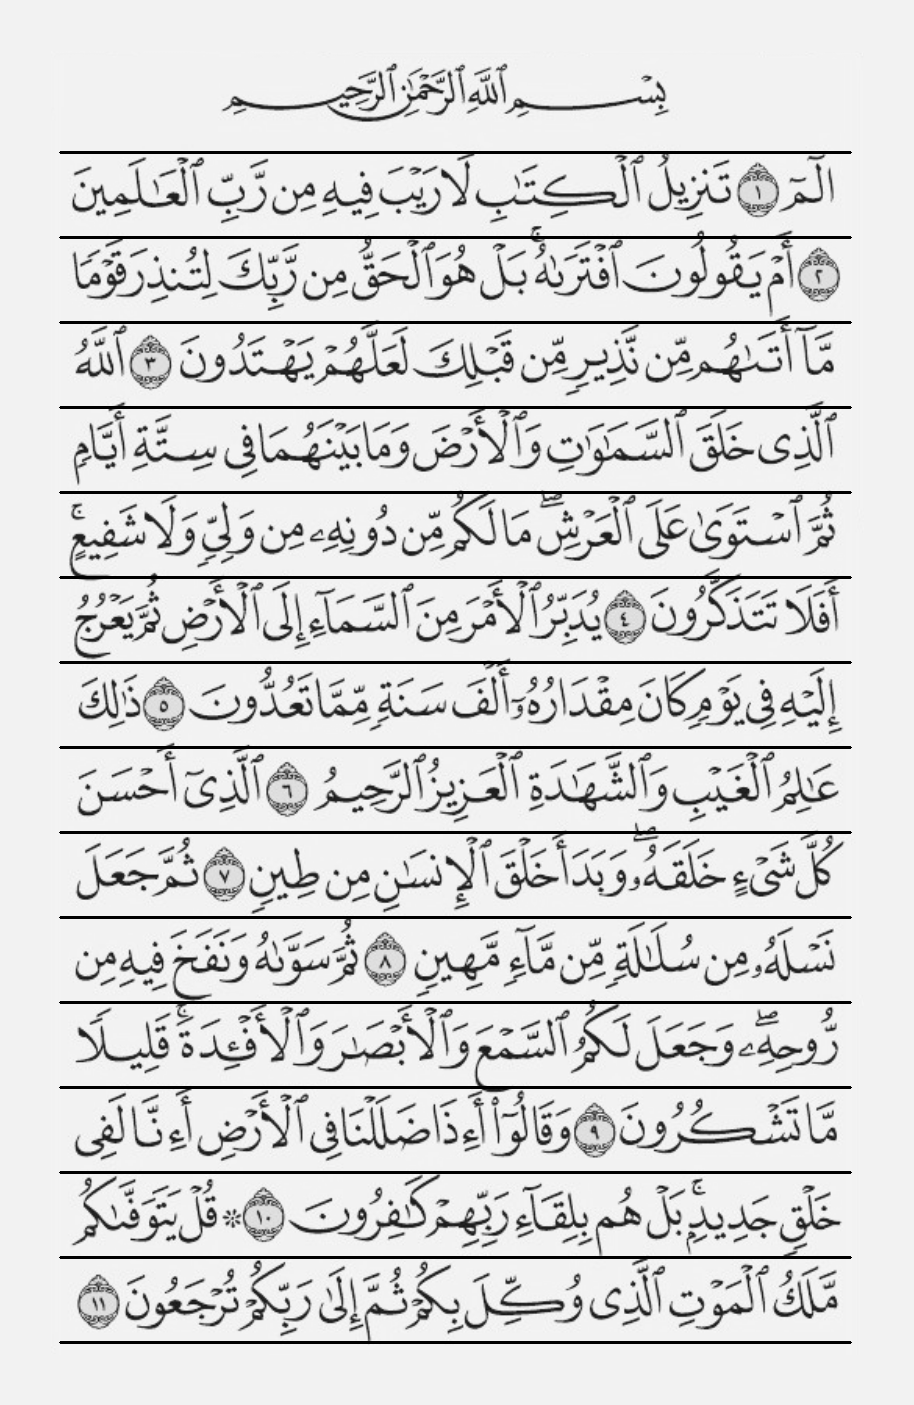 بِسْمِ ٱللَّهِ ٱلرَّحْمَٰنِ ٱلرَّحِيمِ
الٓمٓ ١ تَنزِيلُ ٱلْكِتَٰبِ لَا رَيْبَ فِيهِ مِن رَّبِّ ٱلْعَٰلَمِينَ
٢ أَمْ يَقُولُونَ ٱفْتَرَىٰهُ ۚ بَلْ هُوَ ٱلْحَقُّ مِن رَّبِّكَ لِتُنذِرَ قَوْمًا
مَّآ أَتَىٰهُم مِّن نَّذِيرٍ مِّن قَبْلِكَ لَعَلَّهُمْ يَهْتَدُونَ ٣ ٱللَّهُ
ٱلَّذِى خَلَقَ ٱلسَّمَٰوَٰتِ وَٱلْأَرْضَ وَمَا بَيْنَهُمَا فِى سِتَّةِ أَيَّامٍ
ثُمَّ ٱسْتَوَىٰ عَلَى ٱلْعَرْشِ ۖ مَا لَكُم مِّن دُونِهِۦ مِن وَلِىٍّ وَلَا شَفِيعٍ ۚ
أَفَلَا تَتَذَكَّرُونَ ٤ يُدَبِّرُ ٱلْأَمْرَ مِنَ ٱلسَّمَآءِ إِلَى ٱلْأَرْضِ ثُمَّ يَعْرُجُ
إِلَيْهِ فِى يَوْمٍ كَانَ مِقْدَارُهُۥٓ أَلْفَ سَنَةٍ مِّمَّا تَعُدُّونَ ٥ ذَٰلِكَ
عَٰلِمُ ٱلْغَيْبِ وَٱلشَّهَٰدَةِ ٱلْعَزِيزُ ٱلرَّحِيمُ ٦ ٱلَّذِىٓ أَحْسَنَ
كُلَّ شَىْءٍ خَلَقَهُۥ ۖ وَبَدَأَ خَلْقَ ٱلْإِنسَٰنِ مِن طِينٍ ٧ ثُمَّ جَعَلَ
نَسْلَهُۥ مِن سُلَٰلَةٍ مِّن مَّآءٍ مَّهِينٍ ٨ ثُمَّ سَوَّىٰهُ وَنَفَخَ فِيهِ مِن
رُّوحِهِۦ ۖ وَجَعَلَ لَكُمُ ٱلسَّمْعَ وَٱلْأَبْصَٰرَ وَٱلْأَفْـِٔدَةَ ۚ قَلِيلًا
مَّا تَشْكُرُونَ ٩ وَقَالُوٓا۟ أَءِذَا ضَلَلْنَا فِى ٱلْأَرْضِ أَءِنَّا لَفِى
خَلْقٍ جَدِيدٍۭ ۚ بَلْ هُم بِلِقَآءِ رَبِّهِمْ كَٰفِرُونَ ١٠ ۞ قُلْ يَتَوَفَّىٰكُم
مَّلَكُ ٱلْمَوْتِ ٱلَّذِى وُكِّلَ بِكُمْ ثُمَّ إِلَىٰ رَبِّكُمْ تُرْجَعُونَ ١١